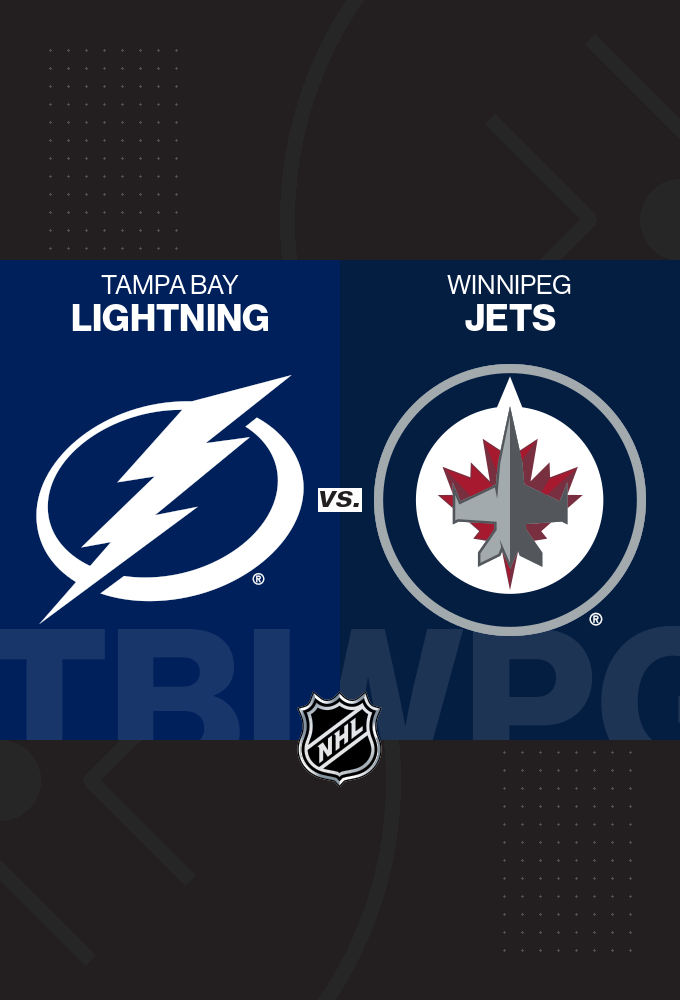 TAMPA BAY
LIGHTNING
WINNIPEG
JETS
vs.
®
®
TBL
WPG
NHL